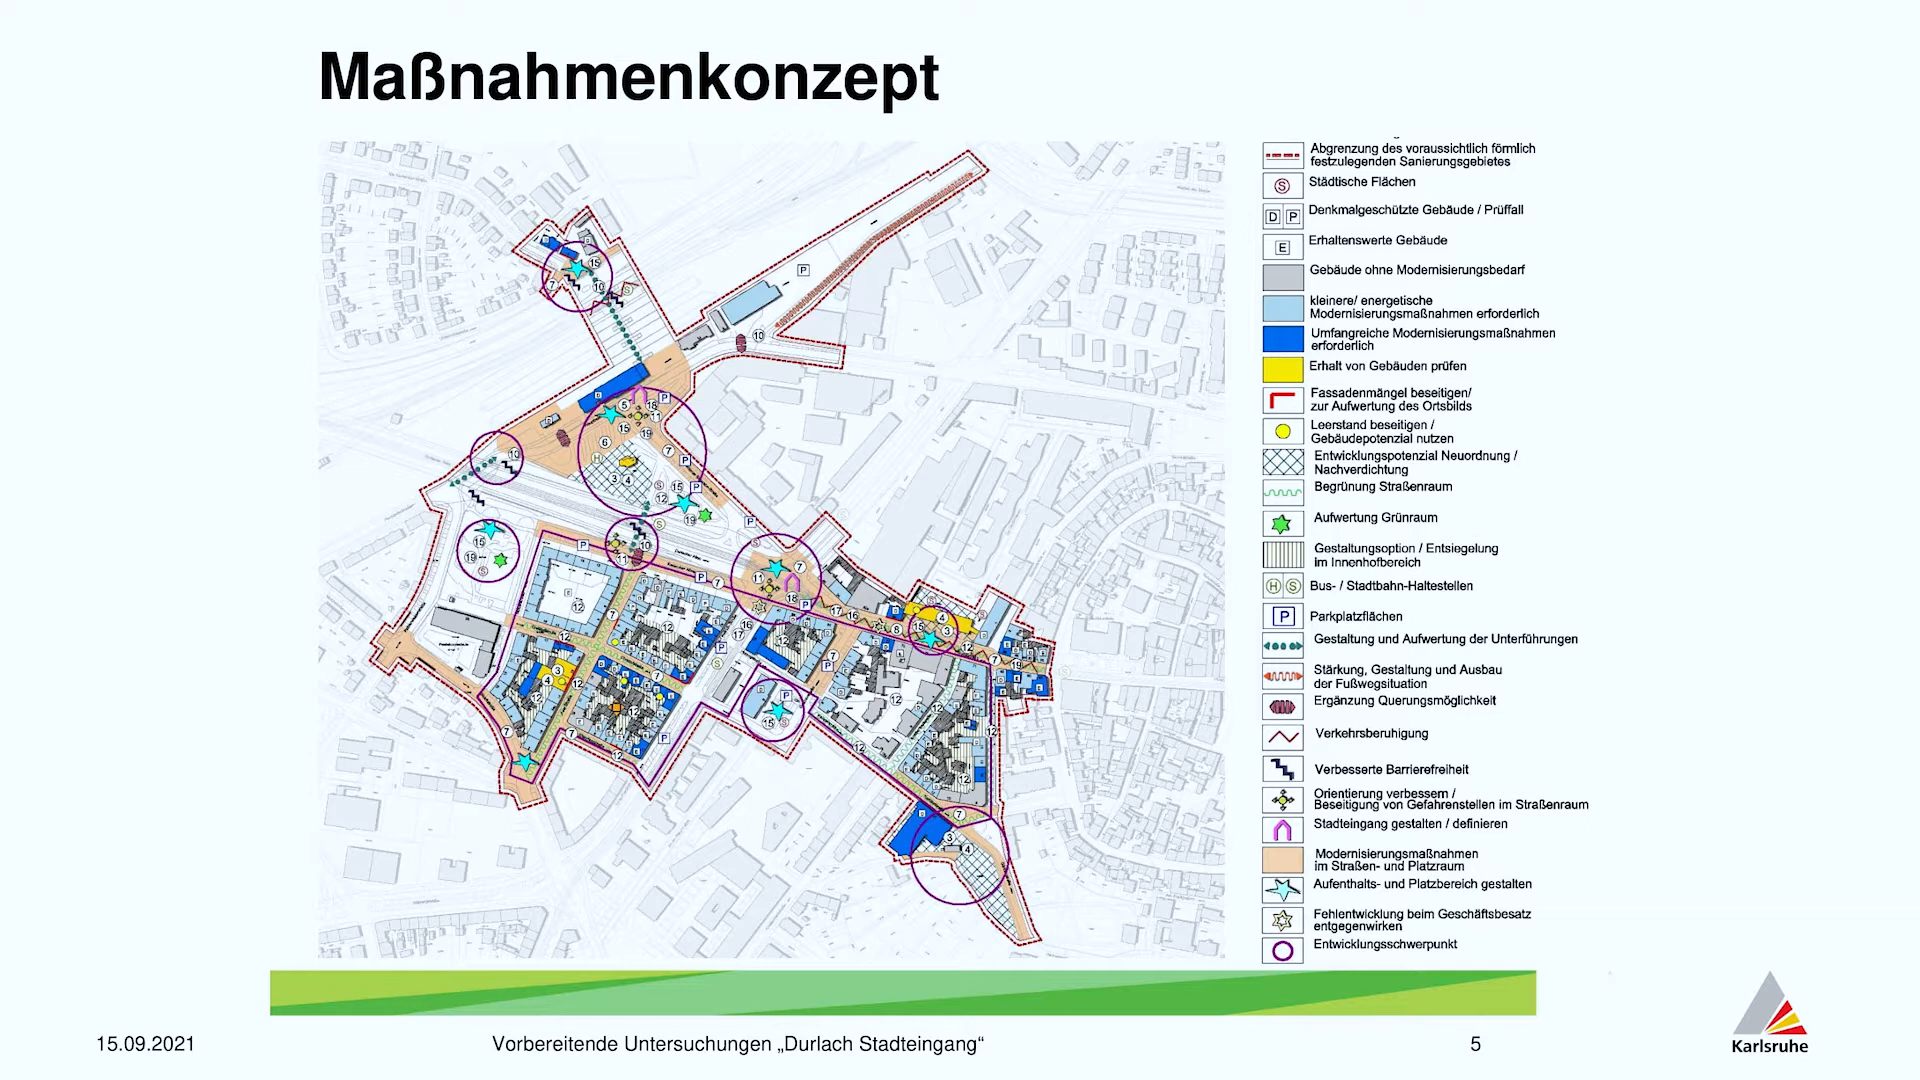 Maßnahmenkonzept
Abgrenzung des voraussichtlich förmlich
festzulegenden Sanierungsgebietes
Städtische Flächen
Denkmalgeschützte Gebäude / Prüffall
Erhaltenswerte Gebäude
Gebäude ohne Modernisierungsbedarf
kleinere/ energetische
Modernisierungsmaßnahmen erforderlich
Umfangreiche Modernisierungsmaßnahmen
erforderlich
Erhalt von Gebäuden prüfen
Fassadenmängel beseitigen/
zur Aufwertung des Ortsbilds
Leerstand beseitigen /
Gebäudepotenzial nutzen
Entwicklungspotenzial Neuordnung /
Nachverdichtung
Begrünung Straßenraum
Aufwertung Grünraum
Gestaltungsoption / Entsiegelung
im Innenhofbereich
Bus- / Stadtbahn-Haltestellen
Parkplatzflächen
Gestaltung und Aufwertung der Unterführungen
Stärkung, Gestaltung und Ausbau
der Fußwegsituation
Ergänzung Querungsmöglichkeit
Verkehrsberuhigung
Verbesserte Barrierefreiheit
Orientierung verbessern /
Beseitigung von Gefahrenstellen im Straßenraum
Stadteingang gestalten / definieren
Modernisierungsmaßnahmen
im Straßen- und Platzraum
Aufenthalts- und Platzbereich gestalten
Fehlentwicklung beim Geschäftsbesatz
entgegenwirken
Entwicklungsschwerpunkt
15.09.2021
Vorbereitende Untersuchungen „Durlach Stadteingang“
5
Karlsruhe